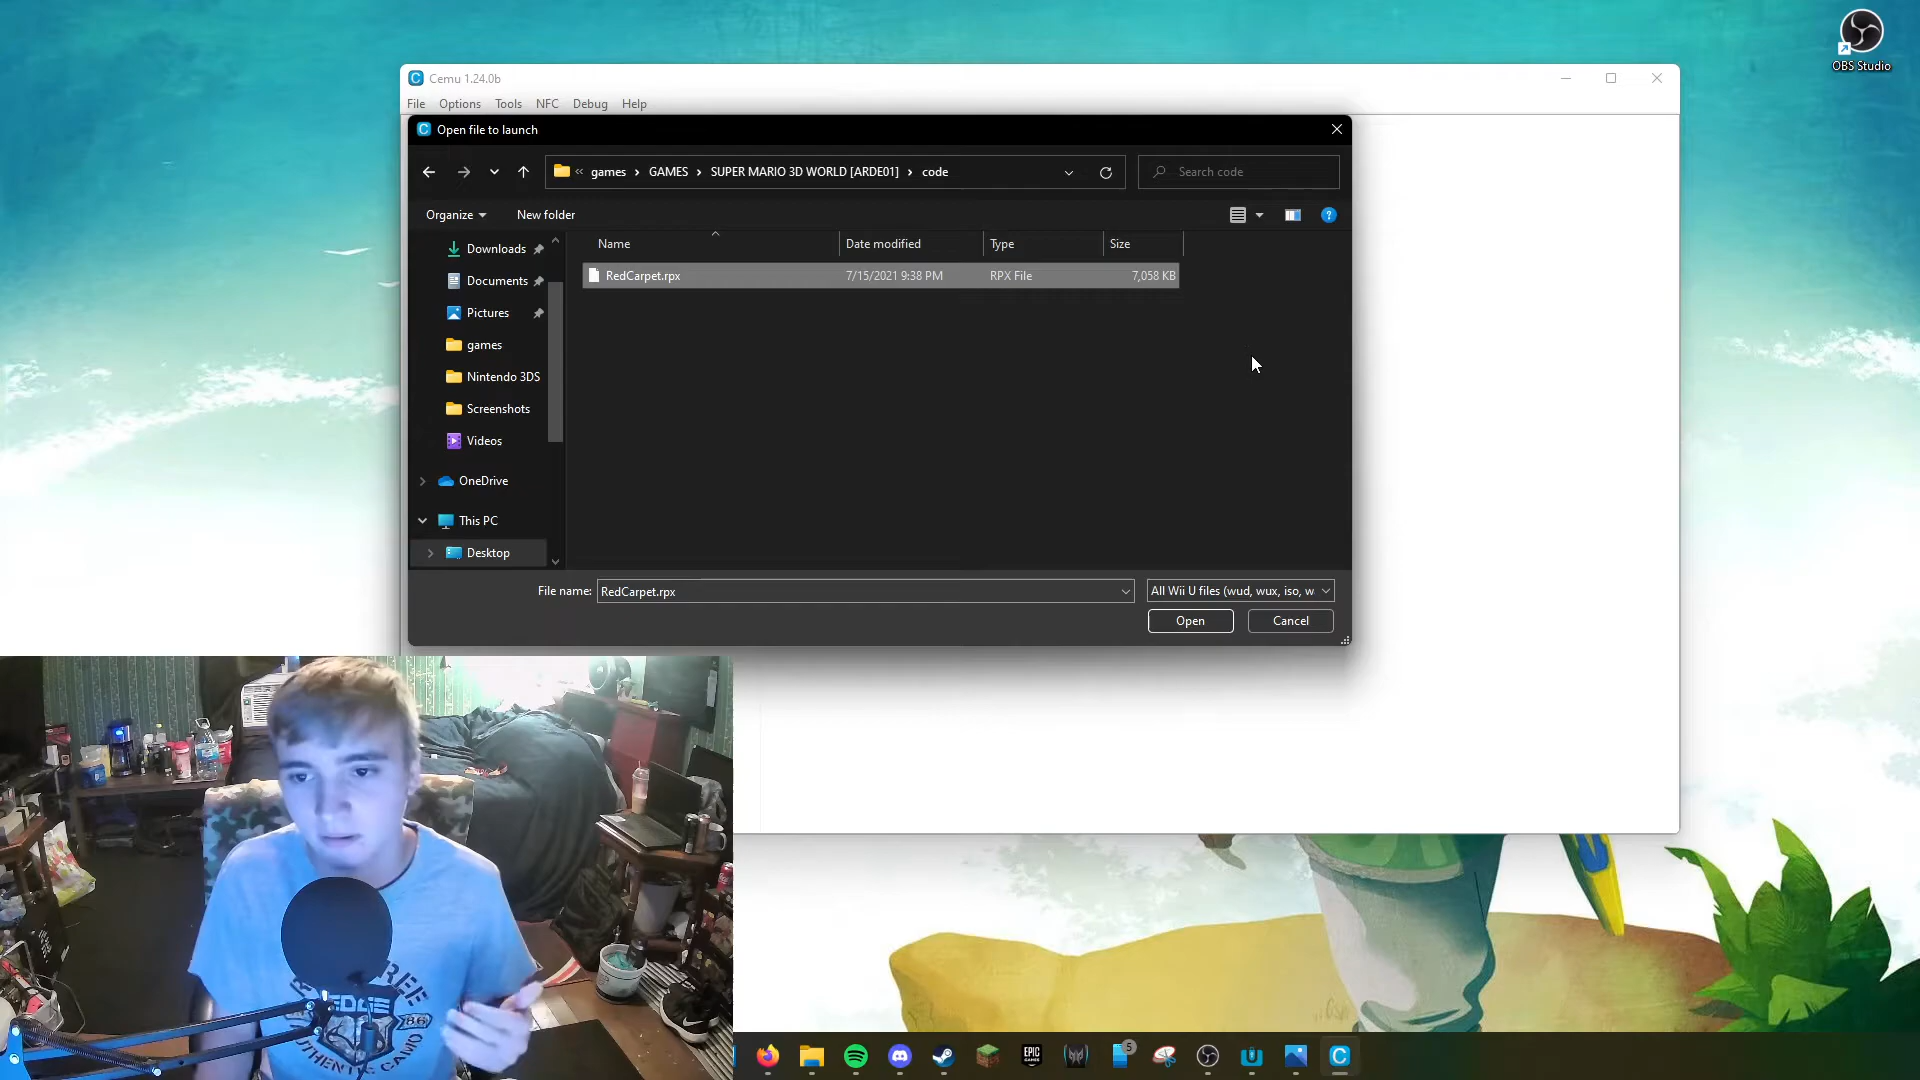 OBS Studio
Cemu 1.24.0b
File Options Tools NFC Debug Help
Open file to launch
« games › GAMES › SUPER MARIO 3D WORLD [ARDE01] › code
Search code
Organize New folder
?
Name Date modified Type Size
RedCarpet.rpx 7/15/2021 9:38 PM RPX File 7,058 KB
Downloads
Documents
Pictures
games
Nintendo 3DS
Screenshots
Videos
OneDrive
This PC
Desktop
File name: RedCarpet.rpx
All Wii U files (wud, wux, iso, w
Open Cancel
EPIC GAMES
5